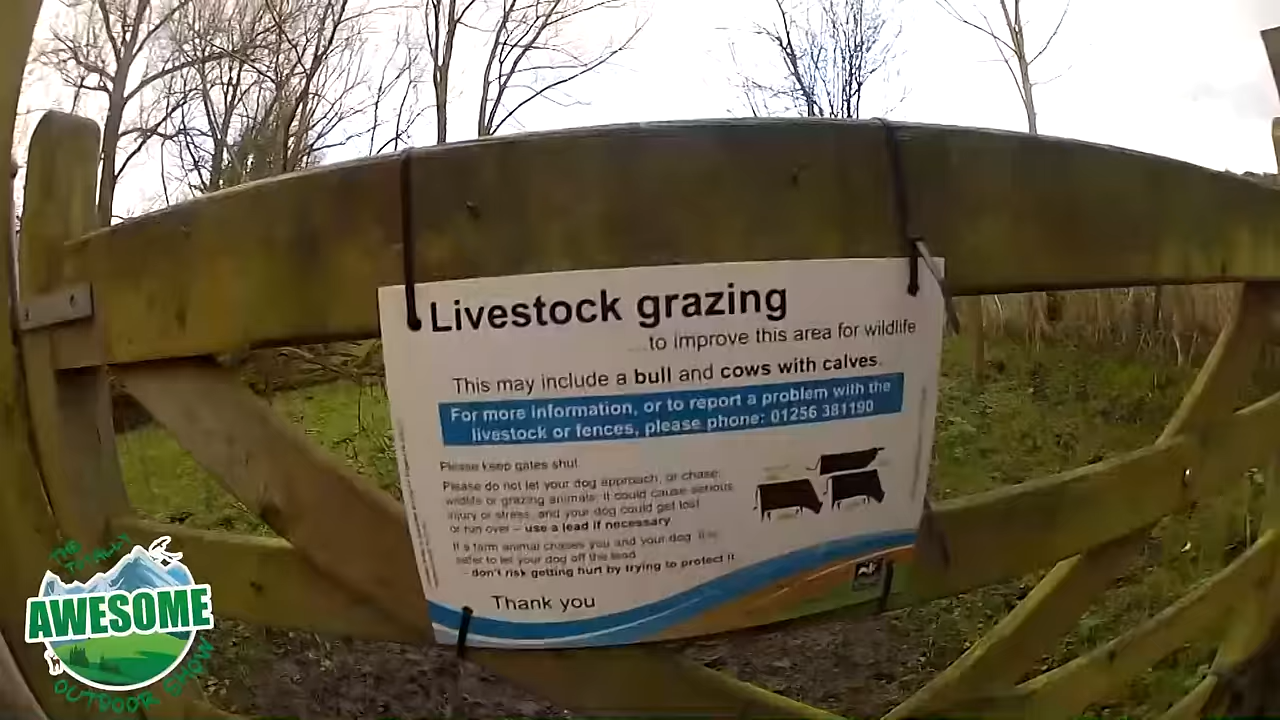 Livestock grazing
...to improve this area for wildlife
This may include a bull and cows with calves.
For more information, or to report a problem with the
livestock or fences, please phone: 01256 381190
Please keep gates shut.
Please do not let your dog approach, or chase,
wildlife or grazing animals; it could cause serious
injury or stress, and your dog could get lost
or run over – use a lead if necessary.
If a farm animal chases you and your dog, it is
safer to let your dog off the lead
– don't risk getting hurt by trying to protect it.
Thank you
THE TOTALLY
AWESOME
OUTDOOR SHOW